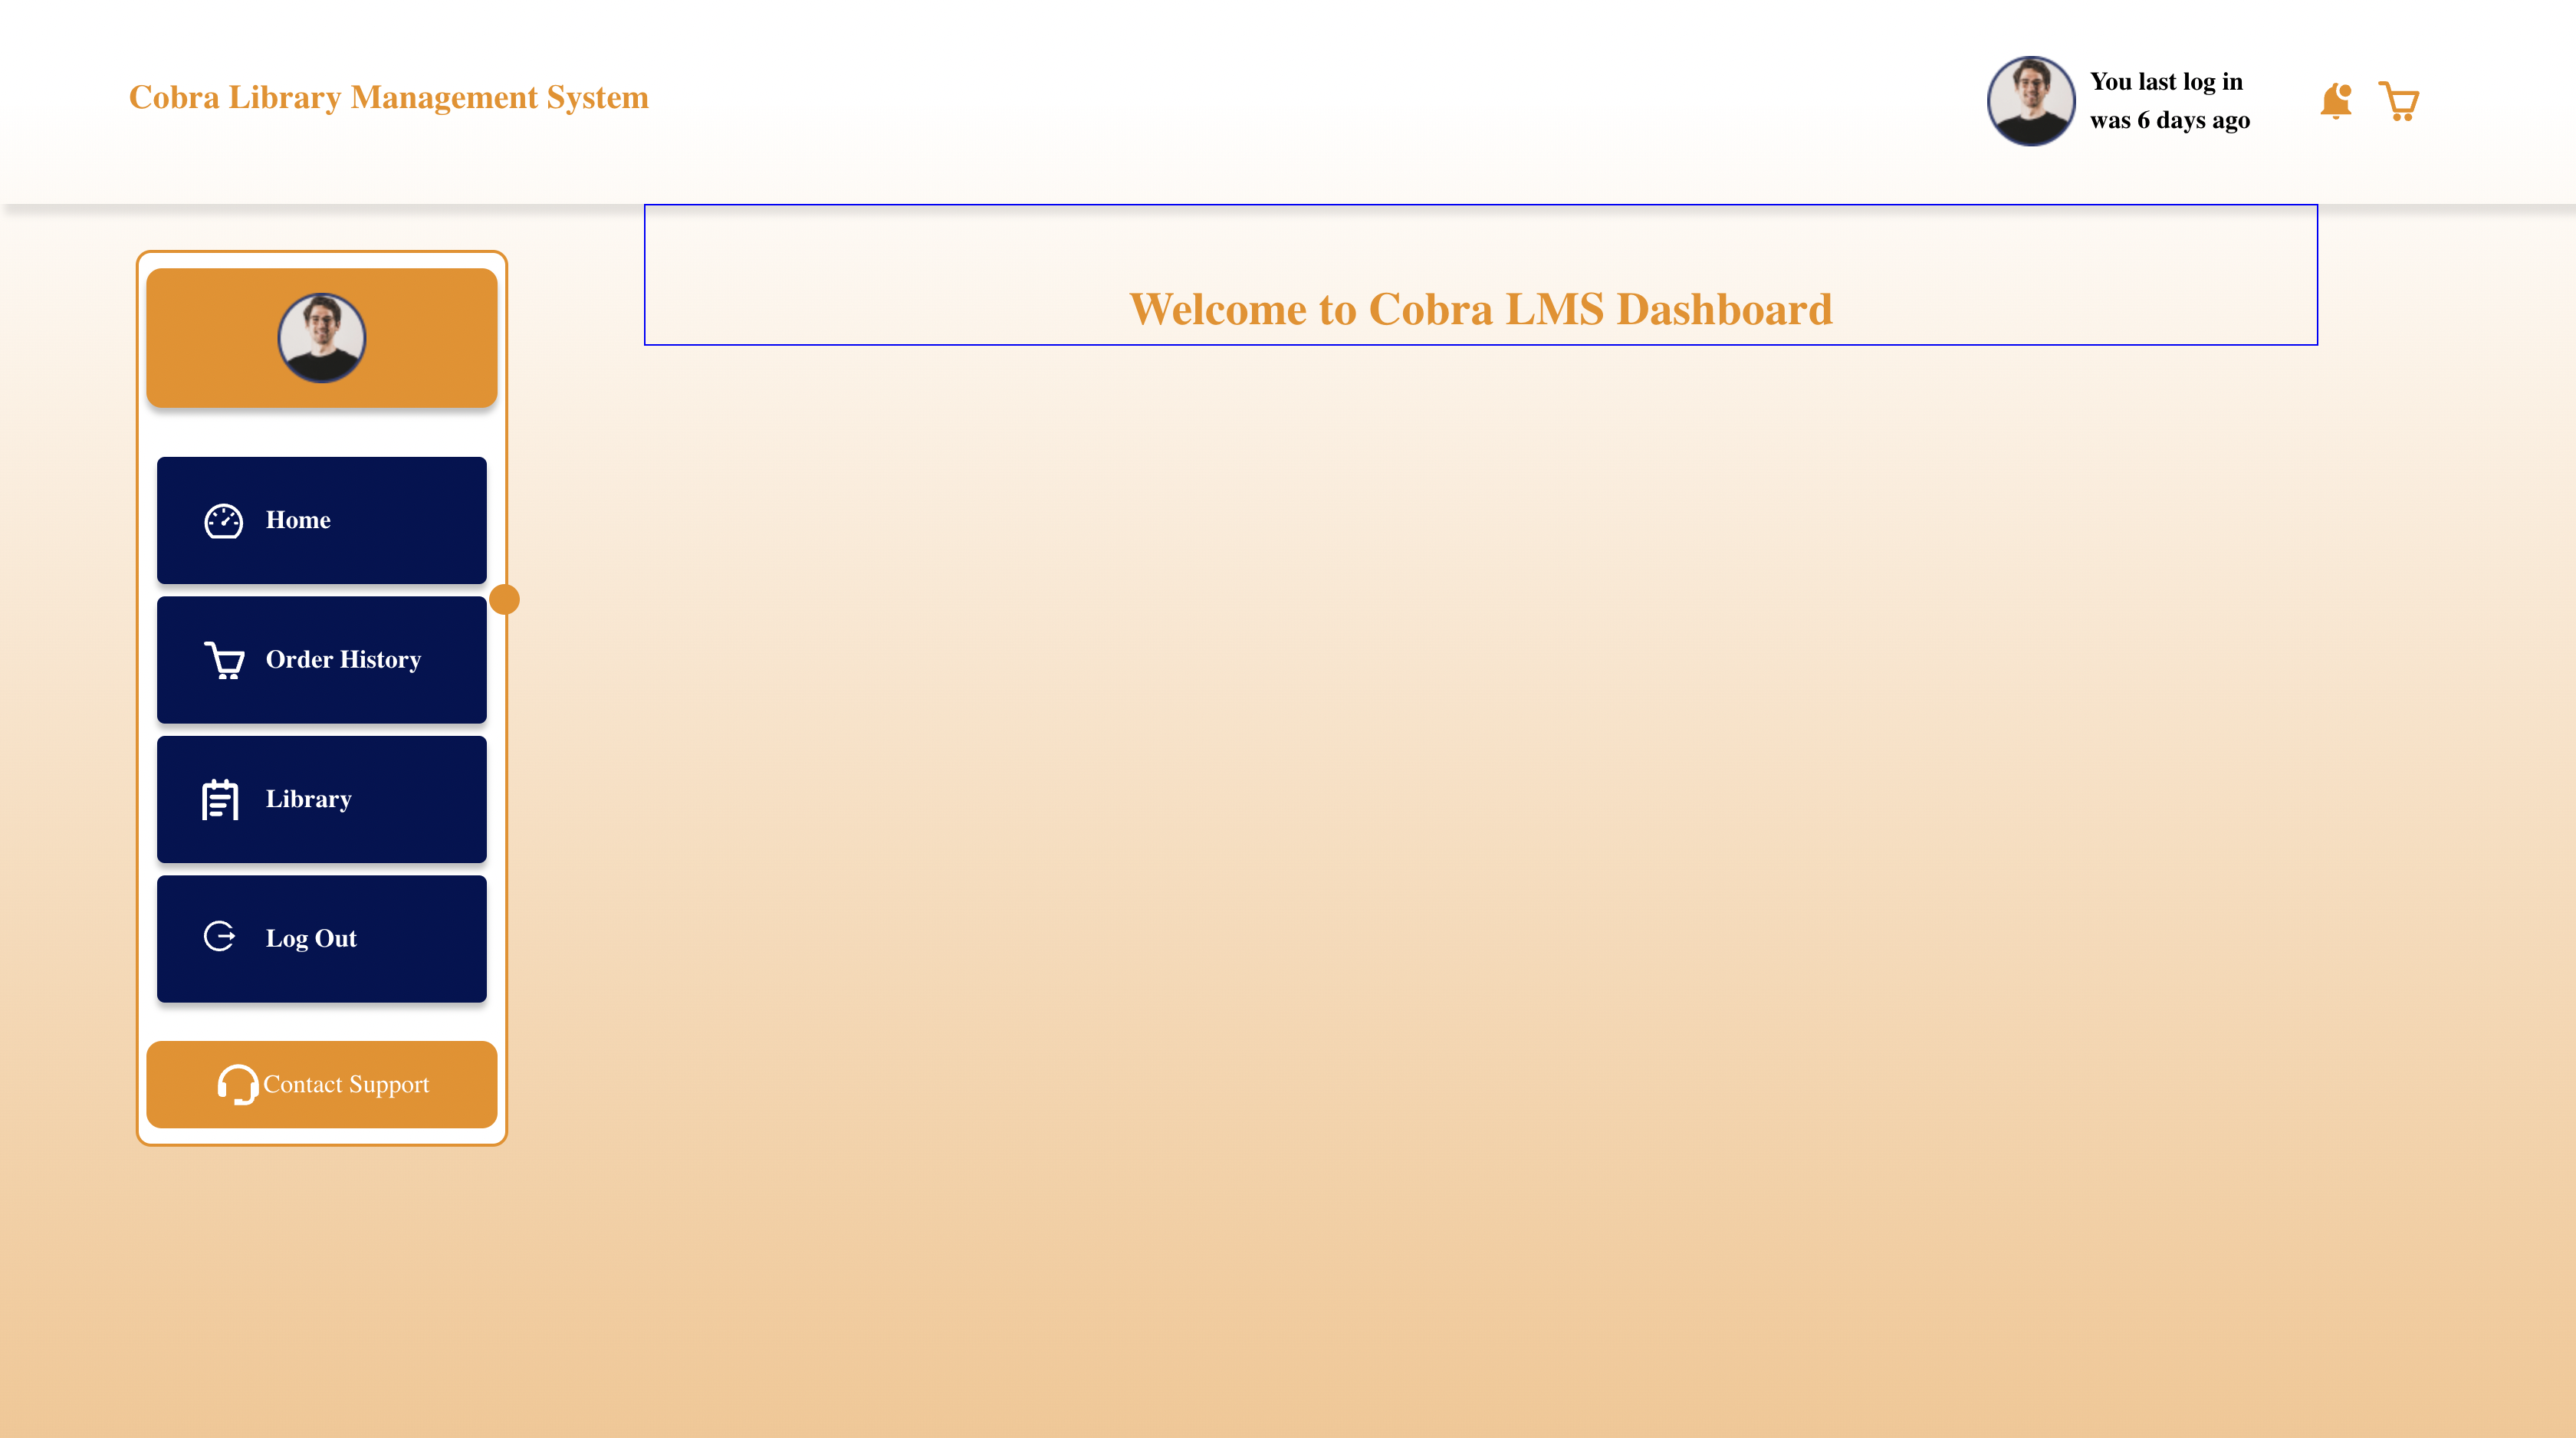 Cobra Library Management System
You last log in
was 6 days ago
Welcome to Cobra LMS Dashboard
Home
Order History
Library
Log Out
Contact Support